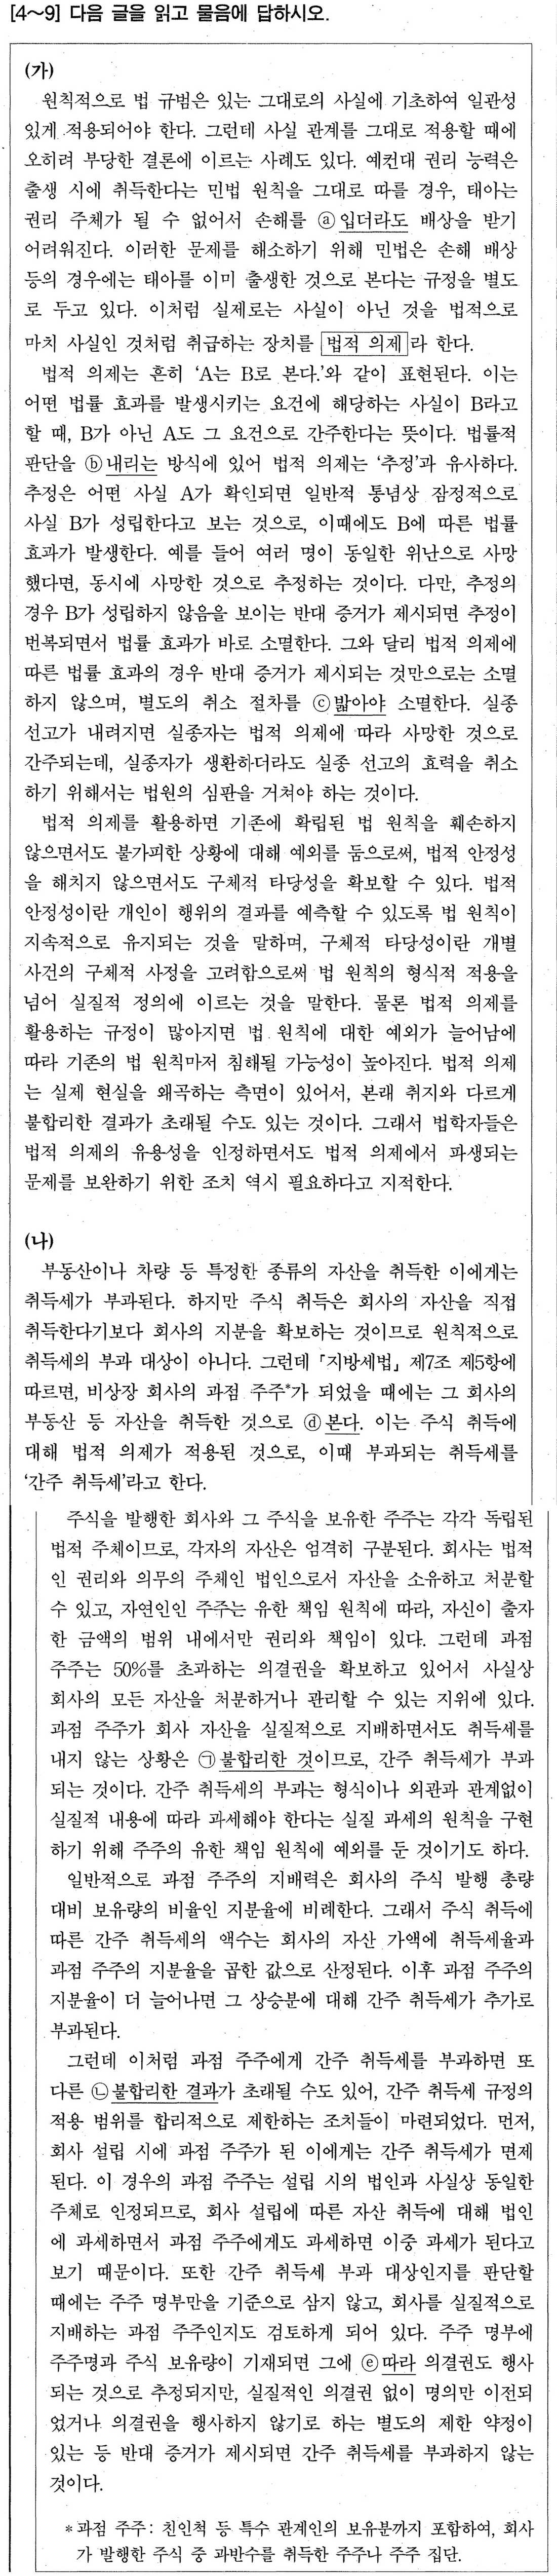 [4~9] 다음 글을 읽고 물음에 답하시오.
(가)
원칙적으로 법 규범은 있는 그대로의 사실에 기초하여 일관성
있게 적용되어야 한다. 그런데 사실 관계를 그대로 적용할 때에
오히려 부당한 결론에 이르는 사례도 있다. 예컨대 권리 능력은
출생 시에 취득한다는 민법 원칙을 그대로 따를 경우, 태아는
권리 주체가 될 수 없어서 손해를 ⓐ입더라도 배상을 받기
어려워진다. 이러한 문제를 해소하기 위해 민법은 손해 배상
등의 경우에는 태아를 이미 출생한 것으로 본다는 규정을 별도
로 두고 있다. 이처럼 실제로는 사실이 아닌 것을 법적으로
마치 사실인 것처럼 취급하는 장치를 법적 의제라 한다.
법적 의제는 흔히 ‘A는 B로 본다.’와 같이 표현된다. 이는
어떤 법률 효과를 발생시키는 요건에 해당하는 사실이 B라고
할 때, B가 아닌 A도 그 요건으로 간주한다는 뜻이다. 법률적
판단을 ⓑ내리는 방식에 있어 법적 의제는 ‘추정’과 유사하다.
추정은 어떤 사실 A가 확인되면 일반적 통념상 잠정적으로
사실 B가 성립한다고 보는 것으로, 이때에도 B에 따른 법률
효과가 발생한다. 예를 들어 여러 명이 동일한 위난으로 사망
했다면, 동시에 사망한 것으로 추정하는 것이다. 다만, 추정의
경우 B가 성립하지 않음을 보이는 반대 증거가 제시되면 추정이
번복되면서 법률 효과가 바로 소멸한다. 그와 달리 법적 의제에
따른 법률 효과의 경우 반대 증거가 제시되는 것만으로는 소멸
하지 않으며, 별도의 취소 절차를 ⓒ밟아야 소멸한다. 실종
선고가 내려지면 실종자는 법적 의제에 따라 사망한 것으로
간주되는데, 실종자가 생환하더라도 실종 선고의 효력을 취소
하기 위해서는 법원의 심판을 거쳐야 하는 것이다.
법적 의제를 활용하면 기존에 확립된 법 원칙을 훼손하지
않으면서도 불가피한 상황에 대해 예외를 둠으로써, 법적 안정성
을 해치지 않으면서도 구체적 타당성을 확보할 수 있다. 법적
안정성이란 개인이 행위의 결과를 예측할 수 있도록 법 원칙이
지속적으로 유지되는 것을 말하며, 구체적 타당성이란 개별
사건의 구체적 사정을 고려함으로써 법 원칙의 형식적 적용을
넘어 실질적 정의에 이르는 것을 말한다. 물론 법적 의제를
활용하는 규정이 많아지면 법 원칙에 대한 예외가 늘어남에
따라 기존의 법 원칙마저 침해될 가능성이 높아진다. 법적 의제
는 실제 현실을 왜곡하는 측면이 있어서, 본래 취지와 다르게
불합리한 결과가 초래될 수도 있는 것이다. 그래서 법학자들은
법적 의제의 유용성을 인정하면서도 법적 의제에서 파생되는
문제를 보완하기 위한 조치 역시 필요하다고 지적한다.
(나)
부동산이나 차량 등 특정한 종류의 자산을 취득한 이에게는
취득세가 부과된다. 하지만 주식 취득은 회사의 자산을 직접
취득한다기보다 회사의 지분을 확보하는 것이므로 원칙적으로
취득세의 부과 대상이 아니다. 그런데 「지방세법」 제7조 제5항에
따르면, 비상장 회사의 과점 주주*가 되었을 때에는 그 회사의
부동산 등 자산을 취득한 것으로 ⓓ본다. 이는 주식 취득에
대해 법적 의제가 적용된 것으로, 이때 부과되는 취득세를
‘간주 취득세’라고 한다.
주식을 발행한 회사와 그 주식을 보유한 주주는 각각 독립된
법적 주체이므로, 각자의 자산은 엄격히 구분된다. 회사는 법적
인 권리와 의무의 주체인 법인으로서 자산을 소유하고 처분할
수 있고, 자연인인 주주는 유한 책임 원칙에 따라, 자신이 출자
한 금액의 범위 내에서만 권리와 책임이 있다. 그런데 과점
주주는 50%를 초과하는 의결권을 확보하고 있어서 사실상
회사의 모든 자산을 처분하거나 관리할 수 있는 지위에 있다.
과점 주주가 회사 자산을 실질적으로 지배하면서도 취득세를
내지 않는 상황은 ㉠불합리한 것이므로, 간주 취득세가 부과
되는 것이다. 간주 취득세의 부과는 형식이나 외관과 관계없이
실질적 내용에 따라 과세해야 한다는 실질 과세의 원칙을 구현
하기 위해 주주의 유한 책임 원칙에 예외를 둔 것이기도 하다.
일반적으로 과점 주주의 지배력은 회사의 주식 발행 총량
대비 보유량의 비율인 지분율에 비례한다. 그래서 주식 취득에
따른 간주 취득세의 액수는 회사의 자산 가액에 취득세율과
과점 주주의 지분율을 곱한 값으로 산정된다. 이후 과점 주주의
지분율이 더 늘어나면 그 상승분에 대해 간주 취득세가 추가로
부과된다.
그런데 이처럼 과점 주주에게 간주 취득세를 부과하면 또
다른 ㉡불합리한 결과가 초래될 수도 있어, 간주 취득세 규정의
적용 범위를 합리적으로 제한하는 조치들이 마련되었다. 먼저,
회사 설립 시에 과점 주주가 된 이에게는 간주 취득세가 면제
된다. 이 경우의 과점 주주는 설립 시의 법인과 사실상 동일한
주체로 인정되므로, 회사 설립에 따른 자산 취득에 대해 법인
에 과세하면서 과점 주주에게도 과세하면 이중 과세가 된다고
보기 때문이다. 또한 간주 취득세 부과 대상인지를 판단할
때에는 주주 명부만을 기준으로 삼지 않고, 회사를 실질적으로
지배하는 과점 주주인지도 검토하게 되어 있다. 주주 명부에
주주명과 주식 보유량이 기재되면 그에 ⓔ따라 의결권도 행사
되는 것으로 추정되지만, 실질적인 의결권 없이 명의만 이전되
었거나 의결권을 행사하지 않기로 하는 별도의 제한 약정이
있는 등 반대 증거가 제시되면 간주 취득세를 부과하지 않는
것이다.
*과점 주주: 친인척 등 특수 관계인의 보유분까지 포함하여, 회사
가 발행한 주식 중 과반수를 취득한 주주나 주주 집단.